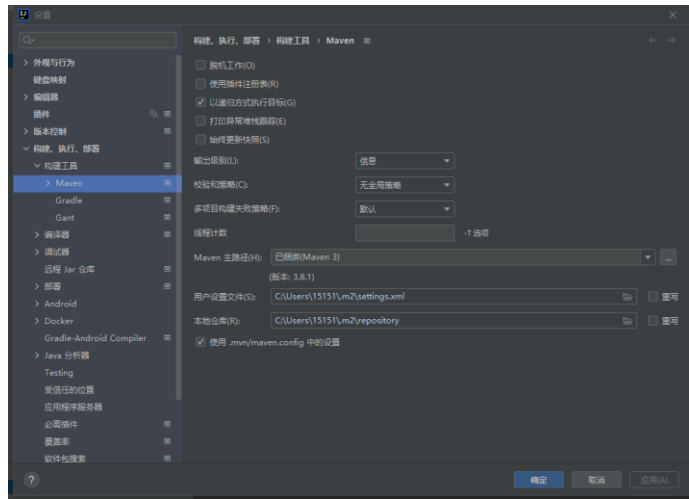 设置
构建、执行、部署 › 构建工具 › Maven
外观与行为
键盘映射
编辑器
插件
版本控制
构建、执行、部署
构建工具
Maven
Gradle
Gant
编译器
调试器
远程 Jar 仓库
部署
Android
Docker
Gradle-Android Compiler
Java 分析器
Testing
受信任的位置
应用程序服务器
必需插件
覆盖率
软件包搜索
脱机工作(O)
使用插件注册表(R)
以递归方式执行目标(G)
打印异常堆栈跟踪(E)
始终更新快照(S)
输出级别(L): 信息
校验和策略(C): 无全局策略
多项目构建失败策略(F): 默认
线程计数 -T 选项
Maven 主路径(H): 已捆绑(Maven 3) ...
(版本: 3.8.1)
用户设置文件(S): C:\Users\15151\.m2\settings.xml 重写
本地仓库(R): C:\Users\15151\.m2\repository 重写
使用 .mvn/maven.config 中的设置
? 确定 取消 应用(A)